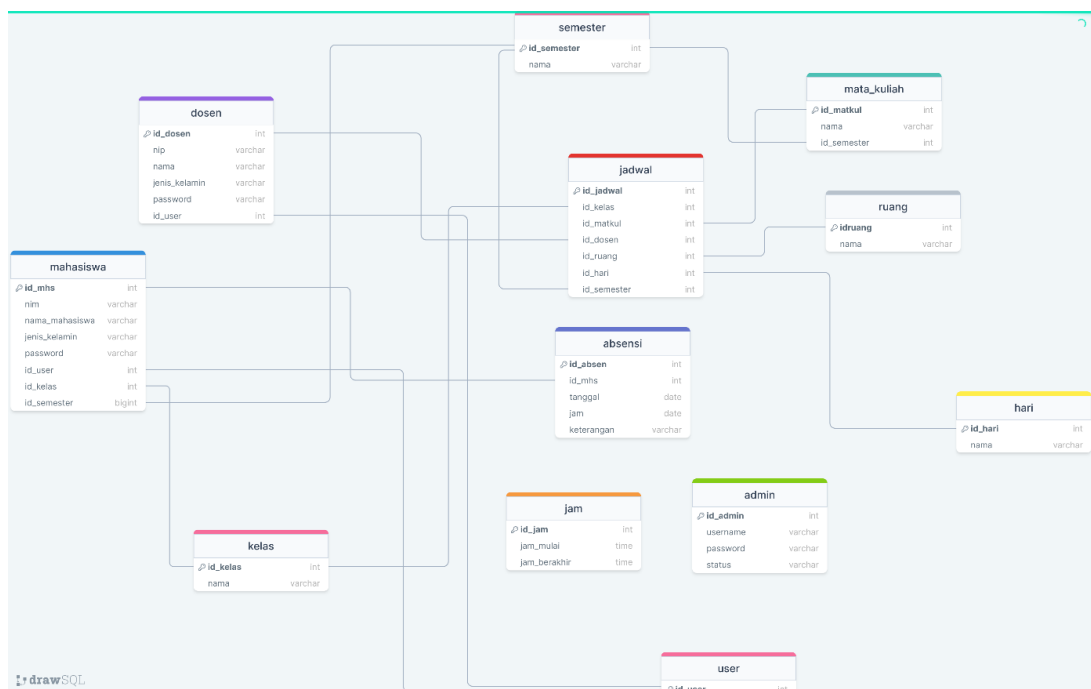 semester
id_semester int
nama varchar
mata_kuliah
id_matkul int
nama varchar
id_semester int
dosen
id_dosen int
nip varchar
nama varchar
jenis_kelamin varchar
password varchar
id_user int
jadwal
id_jadwal int
id_kelas int
id_matkul int
id_dosen int
id_ruang int
id_hari int
id_semester int
ruang
idruang int
nama varchar
mahasiswa
id_mhs int
nim varchar
nama_mahasiswa varchar
jenis_kelamin varchar
password varchar
id_user int
id_kelas int
id_semester bigint
absensi
id_absen int
id_mhs int
tanggal date
jam date
keterangan varchar
hari
id_hari int
nama varchar
jam
id_jam int
jam_mulai time
jam_berakhir time
admin
id_admin int
username varchar
password varchar
status varchar
kelas
id_kelas int
nama varchar
user
id_user int
drawSQL